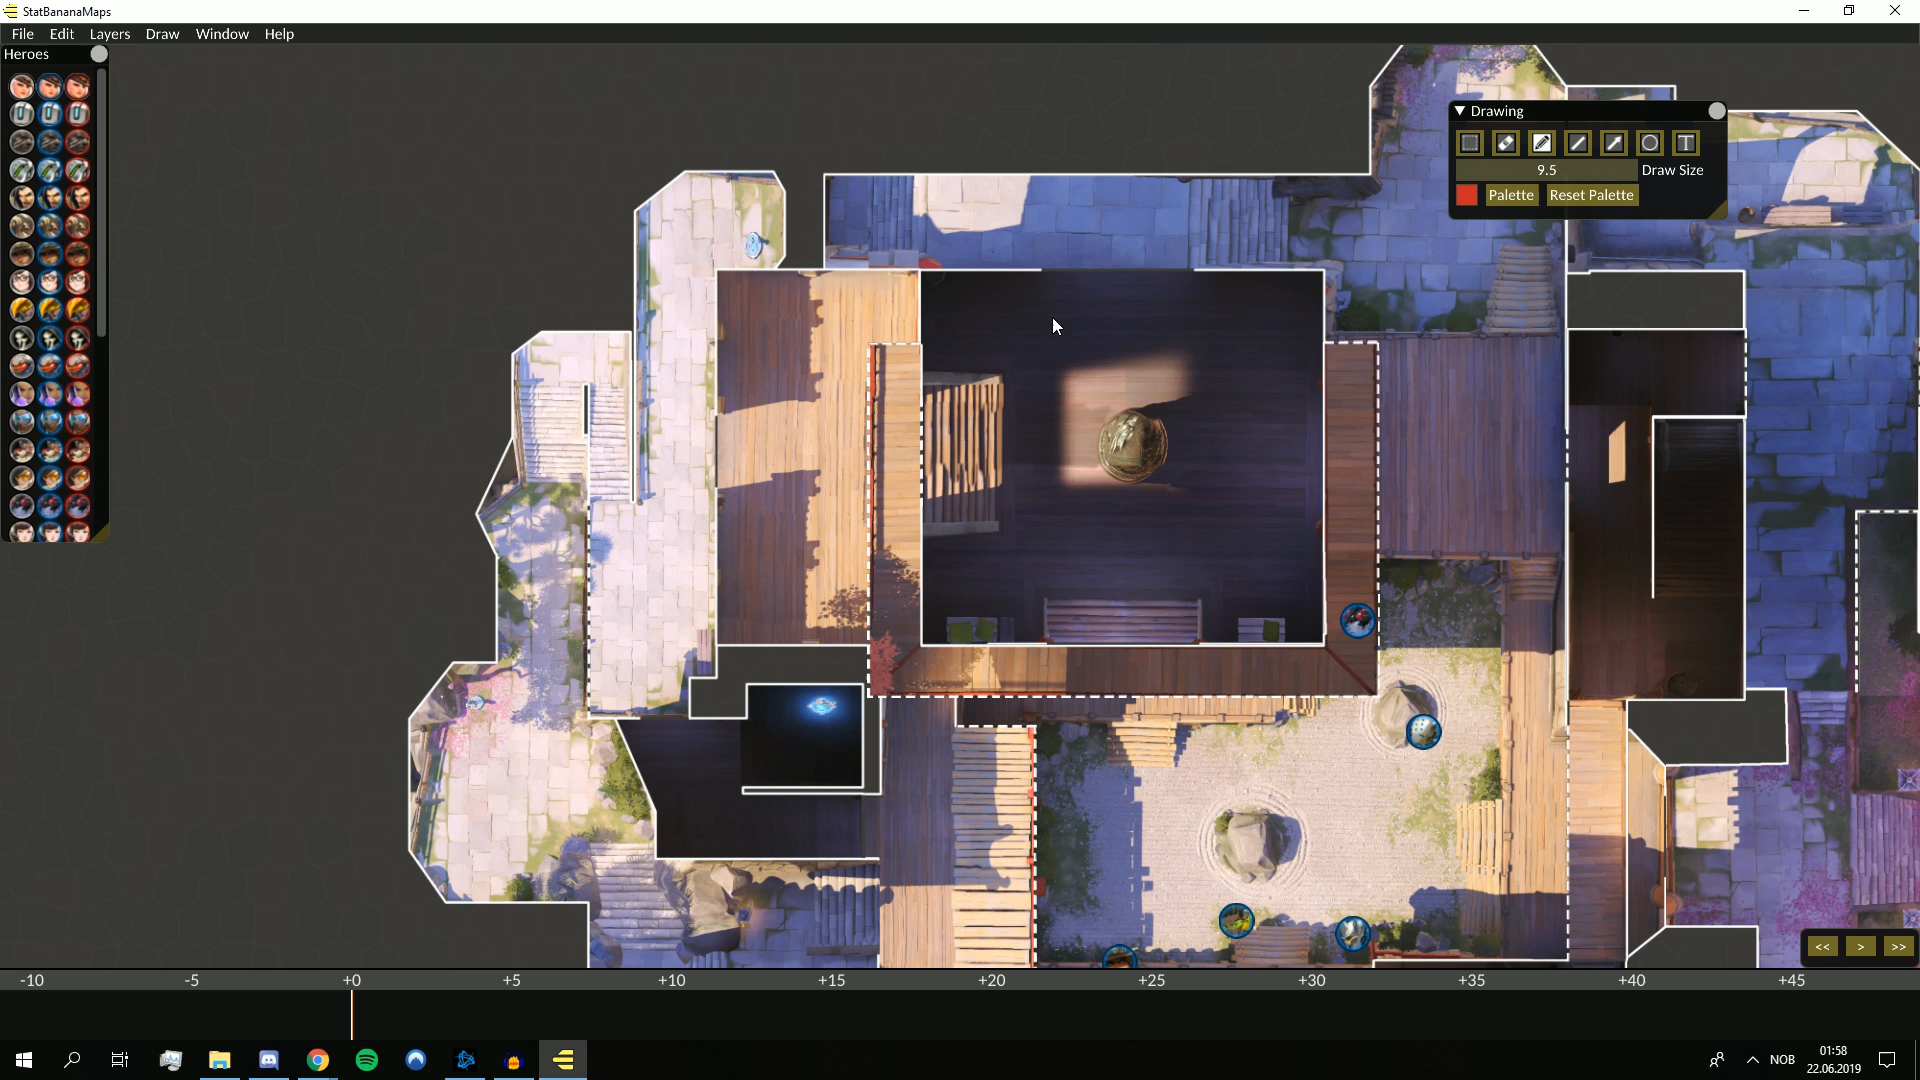 StatBananaMaps
File Edit Layers Draw Window Help
Heroes
Drawing
T
9.5 Draw Size
Palette Reset Palette
<< > >>
-10 -5 +0 +5 +10 +15 +20 +25 +30 +35 +40 +45
NOB
01:58
22.06.2019